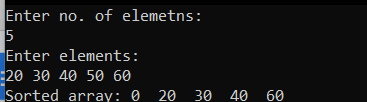 Enter no. of elemetns:
5
Enter elements:
20 30 40 50 60
Sorted array: 0  20  30  40  60